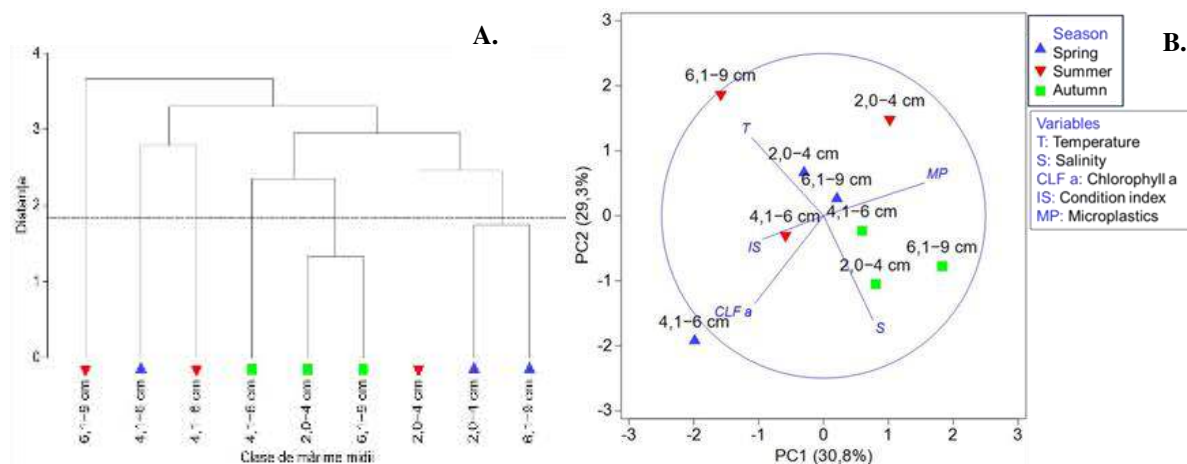 A.
4
3
2
1
0
Distanța
6,1−9 cm
4,1−6 cm
4,1−6 cm
4,1−6 cm
2,0−4 cm
6,1−9 cm
2,0−4 cm
2,0−4 cm
6,1−9 cm
Clase de mărime midii
B.
3
2
1
0
-1
-2
-3
PC2 (29,3%)
6,1−9 cm
2,0−4 cm
T
2,0−4 cm
MP
6,1−9 cm
4,1−6 cm
4,1−6 cm
IS
6,1−9 cm
2,0−4 cm
CLF a
S
4,1−6 cm
-3 -2 -1 0 1 2 3
PC1 (30,8%)
Season
Spring
Summer
Autumn
Variables
T: Temperature
S: Salinity
CLF a: Chlorophyll a
IS: Condition index
MP: Microplastics